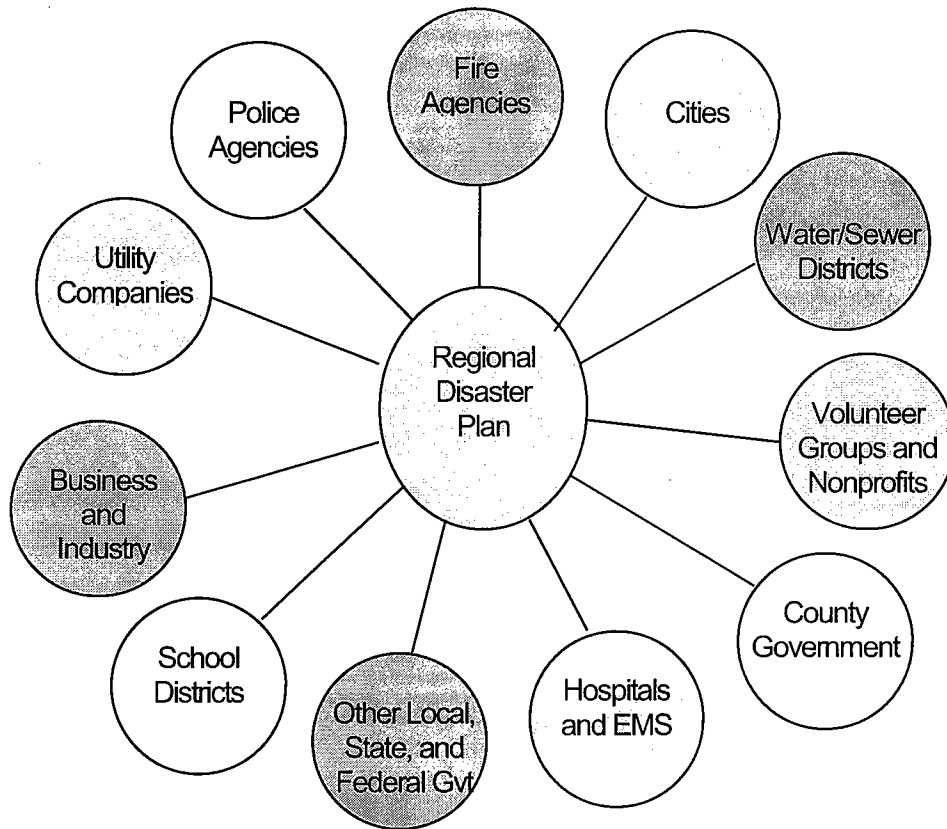 Fire
Agencies
Cities
Police
Agencies
Water/Sewer
Districts
Utility
Companies
Regional
Disaster
Plan
Volunteer
Groups and
Nonprofits
Business
and
Industry
County
Government
School
Districts
Hospitals
and EMS
Other Local,
State, and
Federal Gvt